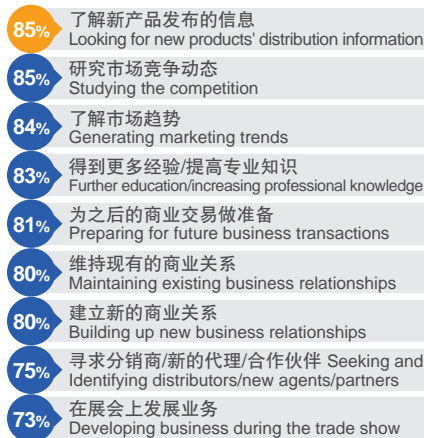 85%
了解新产品发布的信息
Looking for new products' distribution information
85%
研究市场竞争动态
Studying the competition
84%
了解市场趋势
Generating marketing trends
83%
得到更多经验/提高专业知识
Further education/increasing professional knowledge
81%
为之后的商业交易做准备
Preparing for future business transactions
80%
维持现有的商业关系
Maintaining existing business relationships
80%
建立新的商业关系
Building up new business relationships
75%
寻求分销商/新的代理/合作伙伴 Seeking and
Identifying distributors/new agents/partners
73%
在展会上发展业务
Developing business during the trade show